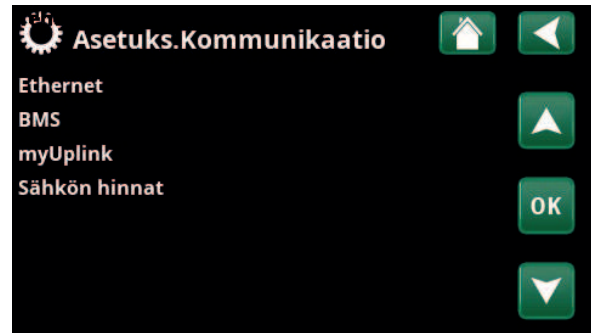 Asetuks.Kommunikaatio
Ethernet
BMS
myUplink
Sähkön hinnat
OK